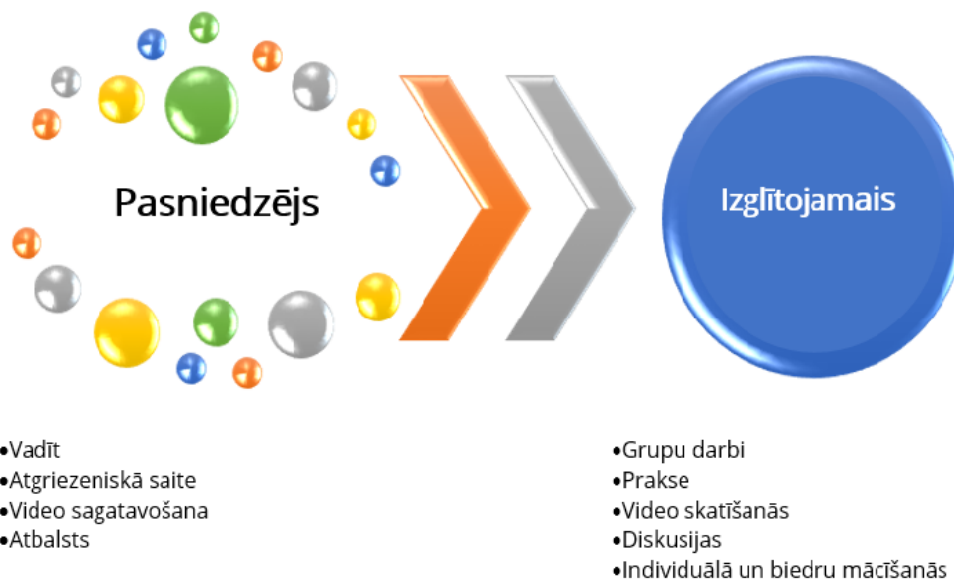 Pasniedzējs
Izglītojamais
•Vadīt
•Atgriezeniskā saite
•Video sagatavošana
•Atbalsts
•Grupu darbi
•Prakse
•Video skatīšanās
•Diskusijas
•Individuālā un biedru mācīšanās